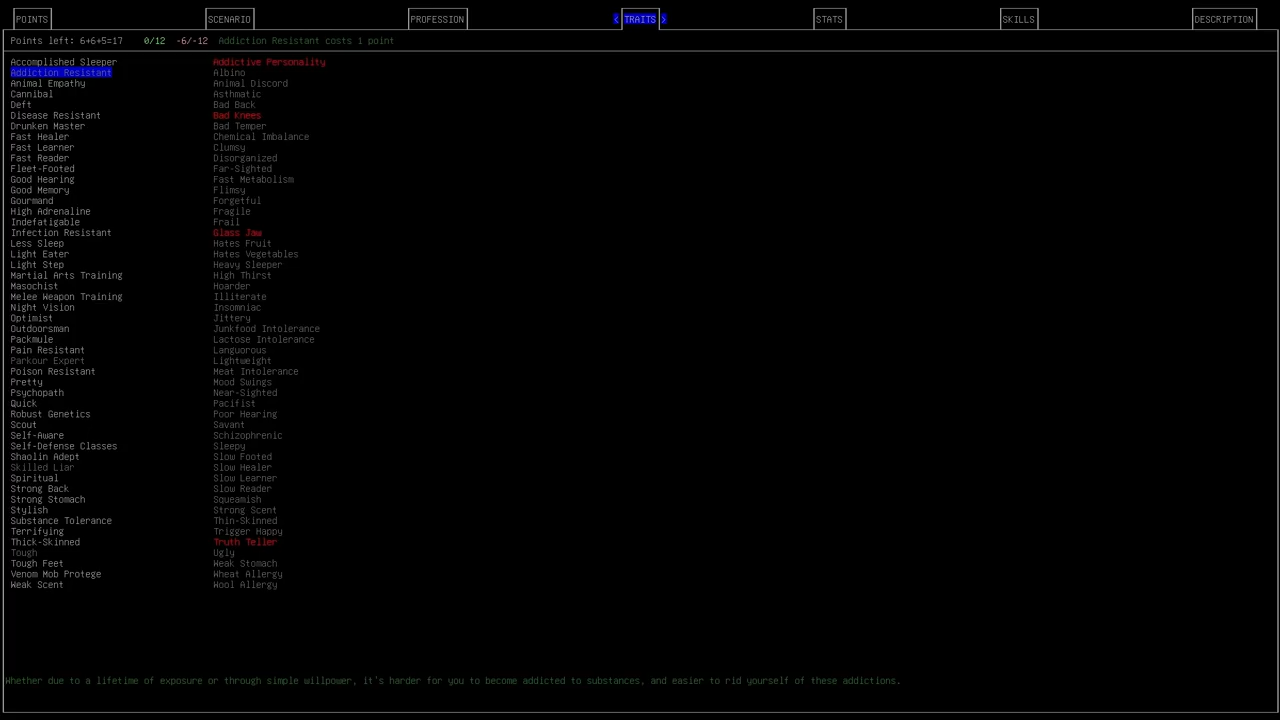 POINTS SCENARIO PROFESSION < TRAITS > STATS SKILLS DESCRIPTION
Points left: 6+6+5=17 0/12 -6/-12 Addiction Resistant costs 1 point
Accomplished Sleeper Addictive Personality
Addiction Resistant Albino
Animal Empathy Animal Discord
Cannibal Asthmatic
Deft Bad Back
Disease Resistant Bad Knees
Drunken Master Bad Temper
Fast Healer Chemical Imbalance
Fast Learner Clumsy
Fast Reader Disorganized
Fleet-Footed Far-Sighted
Good Hearing Fast Metabolism
Good Memory Flimsy
Gourmand Forgetful
High Adrenaline Fragile
Indefatigable Frail
Infection Resistant Glass Jaw
Less Sleep Hates Fruit
Light Eater Hates Vegetables
Light Step Heavy Sleeper
Martial Arts Training High Thirst
Masochist Hoarder
Melee Weapon Training Illiterate
Night Vision Insomniac
Optimist Jittery
Outdoorsman Junkfood Intolerance
Packmule Lactose Intolerance
Pain Resistant Languorous
Parkour Expert Lightweight
Poison Resistant Meat Intolerance
Pretty Mood Swings
Psychopath Near-Sighted
Quick Pacifist
Robust Genetics Poor Hearing
Scout Savant
Self-Aware Schizophrenic
Self-Defense Classes Sleepy
Shaolin Adept Slow Footed
Skilled Liar Slow Healer
Spiritual Slow Learner
Strong Back Slow Reader
Strong Stomach Squeamish
Stylish Strong Scent
Substance Tolerance Thin-Skinned
Terrifying Trigger Happy
Thick-Skinned Truth Teller
Tough Ugly
Tough Feet Weak Stomach
Venom Mob Protege Wheat Allergy
Weak Scent Wool Allergy
Whether due to a lifetime of exposure or through simple willpower, it's harder for you to become addicted to substances, and easier to rid yourself of these addictions.